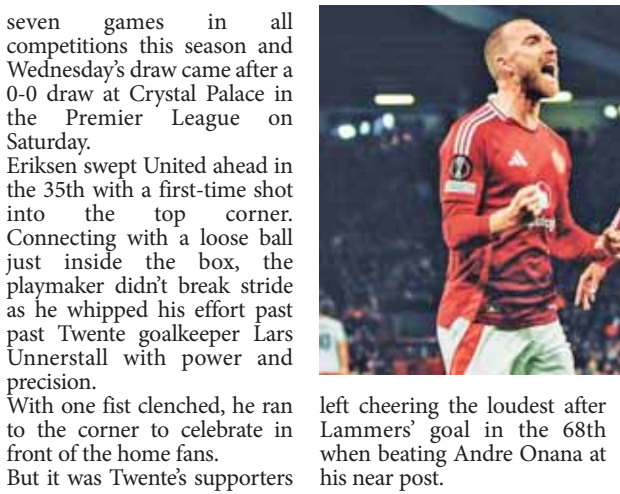 seven games in all
competitions this season and
Wednesday's draw came after a
0-0 draw at Crystal Palace in
the Premier League on
Saturday.
Eriksen swept United ahead in
the 35th with a first-time shot
into the top corner.
Connecting with a loose ball
just inside the box, the
playmaker didn't break stride
as he whipped his effort past
past Twente goalkeeper Lars
Unnerstall with power and
precision.
With one fist clenched, he ran
to the corner to celebrate in
front of the home fans.
But it was Twente's supporters
left cheering the loudest after
Lammers' goal in the 68th
when beating Andre Onana at
his near post.